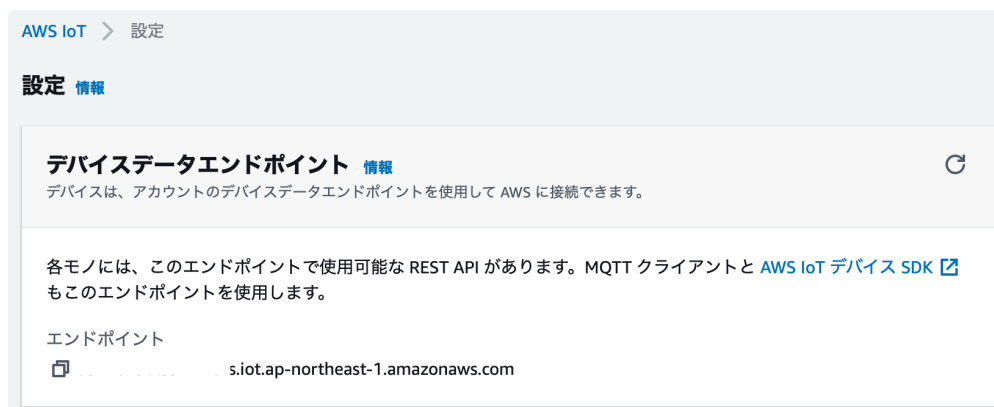 AWS IoT > 設定
設定 情報
デバイスデータエンドポイント 情報
デバイスは、アカウントのデバイスデータエンドポイントを使用して AWS に接続できます。
各モノには、このエンドポイントで使用可能な REST API があります。MQTT クライアントと AWS IoT デバイス SDK
もこのエンドポイントを使用します。
エンドポイント
s.iot.ap-northeast-1.amazonaws.com